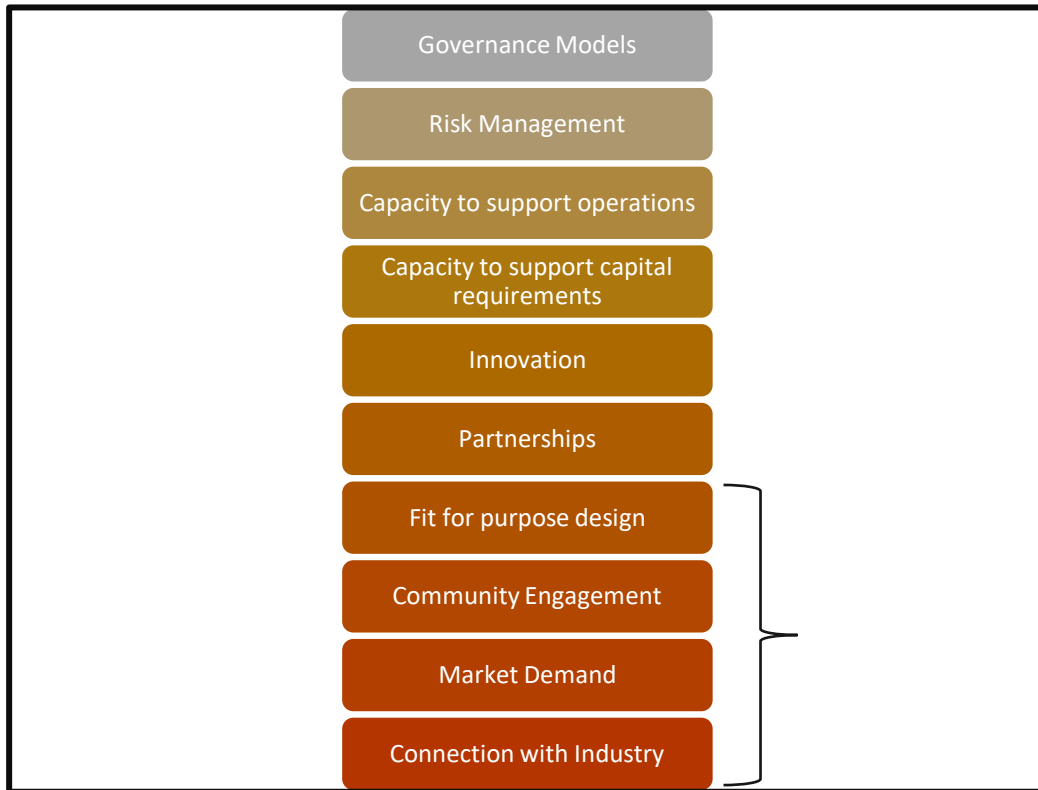 Governance Models
Risk Management
Capacity to support operations
Capacity to support capital
requirements
Innovation
Partnerships
Fit for purpose design
Community Engagement
Market Demand
Connection with Industry